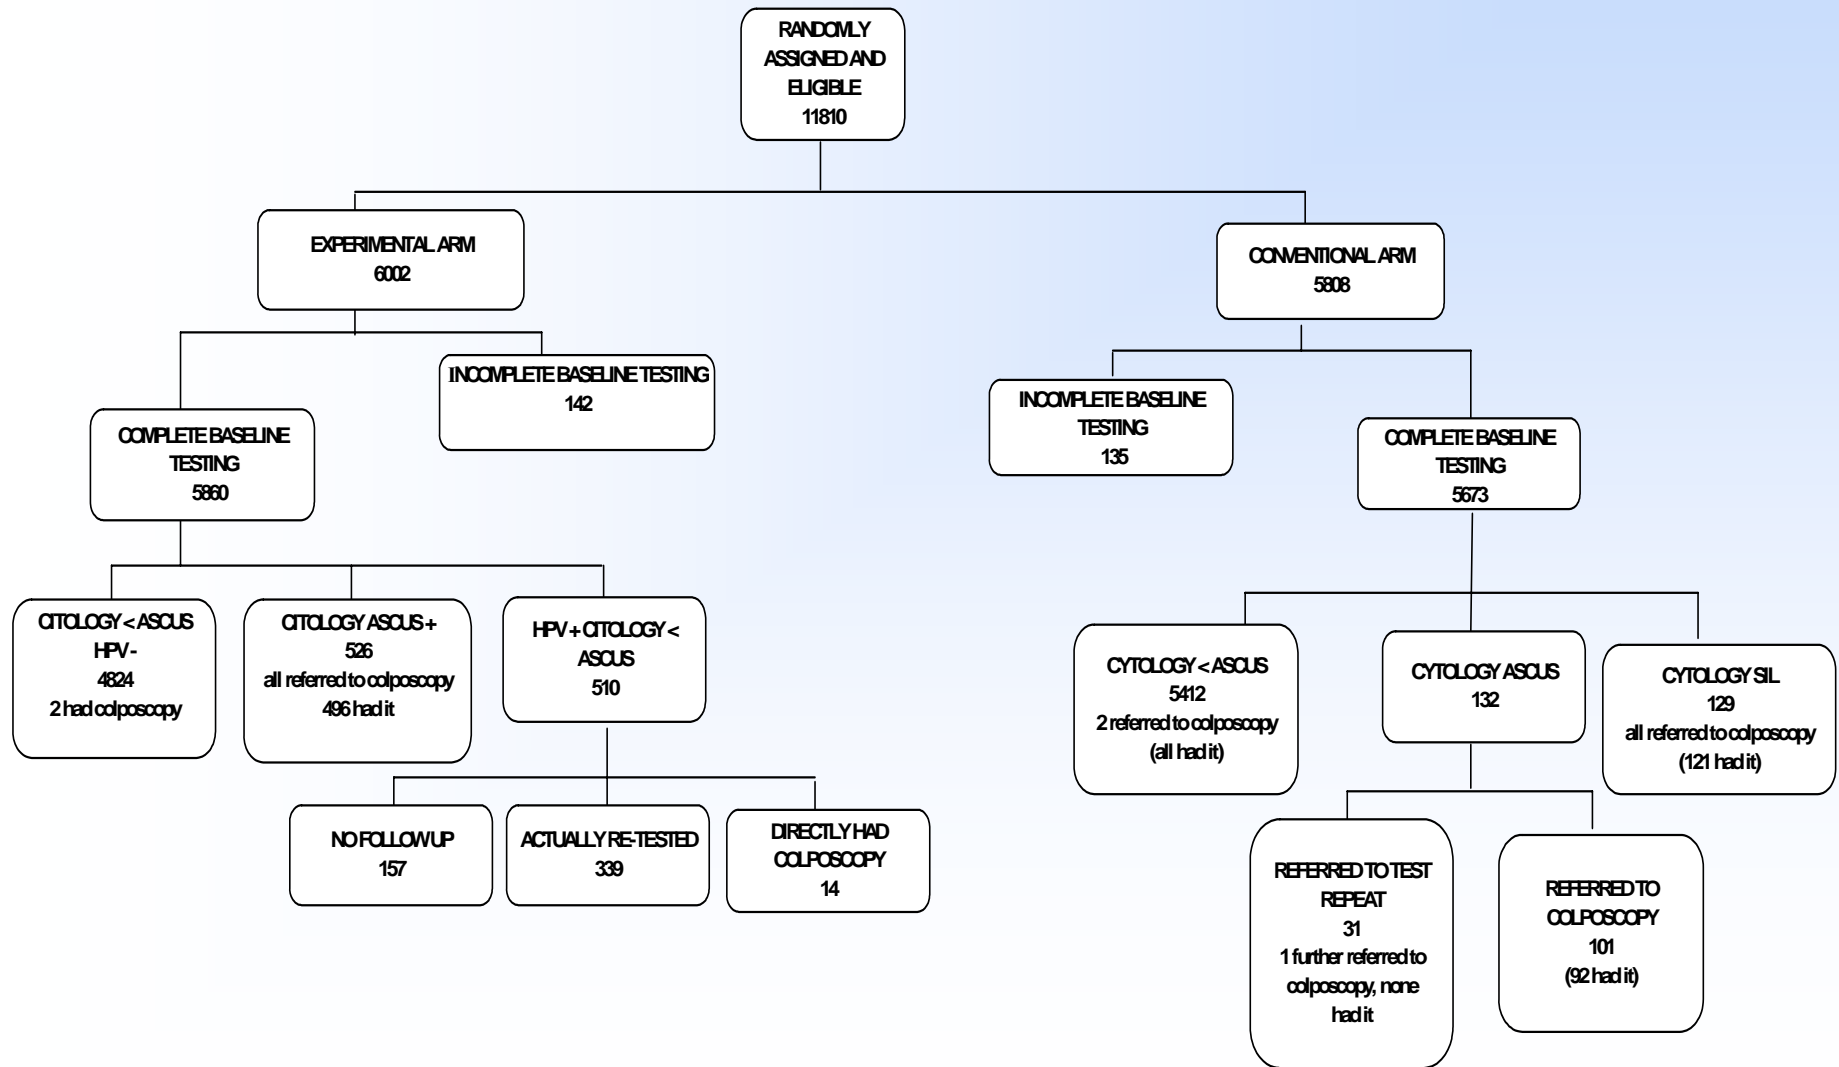 RANDOMLY
ASSIGNED AND
ELIGIBLE
11810
EXPERIMENTAL ARM
6002
CONVENTIONAL ARM
5808
INCOMPLETE BASELINE TESTING
142
INCOMPLETE BASELINE
TESTING
135
COMPLETE BASELINE
TESTING
5860
COMPLETE BASELINE
TESTING
5673
CITOLOGY < ASCUS
HPV -
4824
2 had colposcopy
CITOLOGY ASCUS +
526
all referred to colposcopy
496 had it
HPV + CITOLOGY <
ASCUS
510
CYTOLOGY < ASCUS
5412
2 referred to colposcopy
(all had it)
CYTOLOGY ASCUS
132
CYTOLOGY SIL
129
all referred to colposcopy
(121 had it)
NO FOLLOW UP
157
ACTUALLY RE-TESTED
339
DIRECTLY HAD
COLPOSCOPY
14
REFERRED TO TEST
REPEAT
31
1 further referred to
colposcopy, none
had it
REFERRED TO
COLPOSCOPY
101
(92 had it)